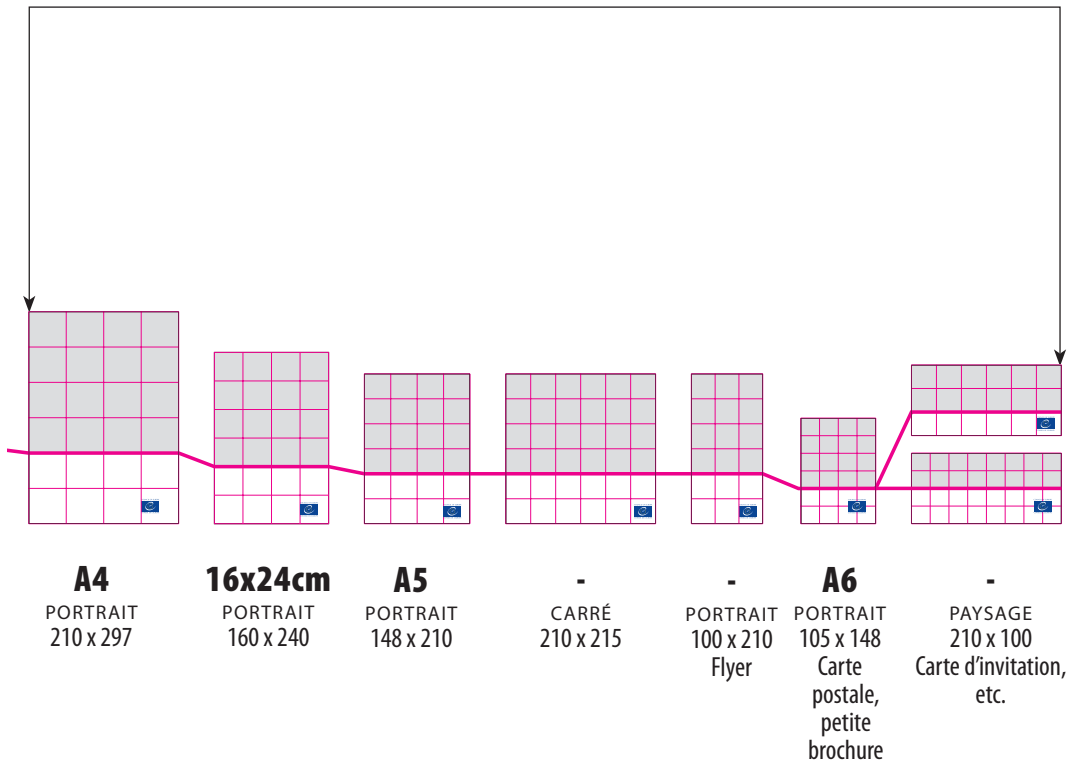 A4
PORTRAIT
210 x 297
16x24cm
PORTRAIT
160 x 240
A5
PORTRAIT
148 x 210
-
CARRÉ
210 x 215
-
PORTRAIT
100 x 210
Flyer
A6
PORTRAIT
105 x 148
Carte
postale,
petite
brochure
-
PAYSAGE
210 x 100
Carte d’invitation,
etc.